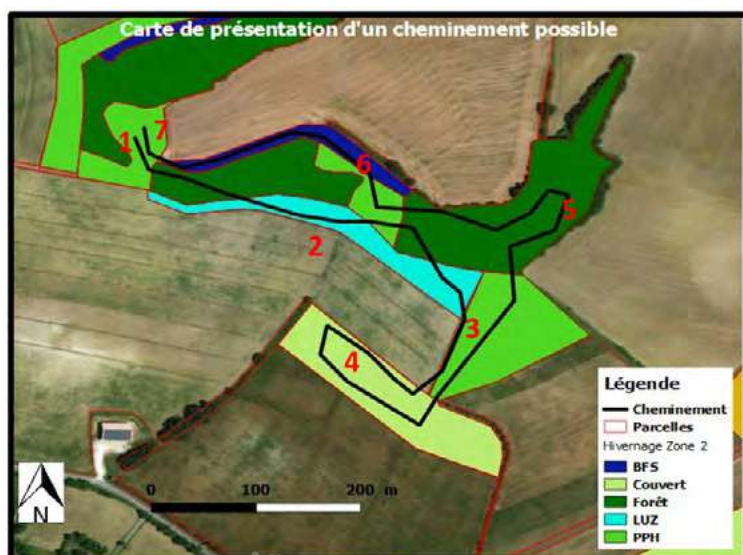 Carte de présentation d'un cheminement possible
1
7
6
5
2
3
4
Légende
Cheminement
Parcelles
Hivernage Zone 2
BFS
Couvert
Forêt
LUZ
PPH
0 100 200 m
N